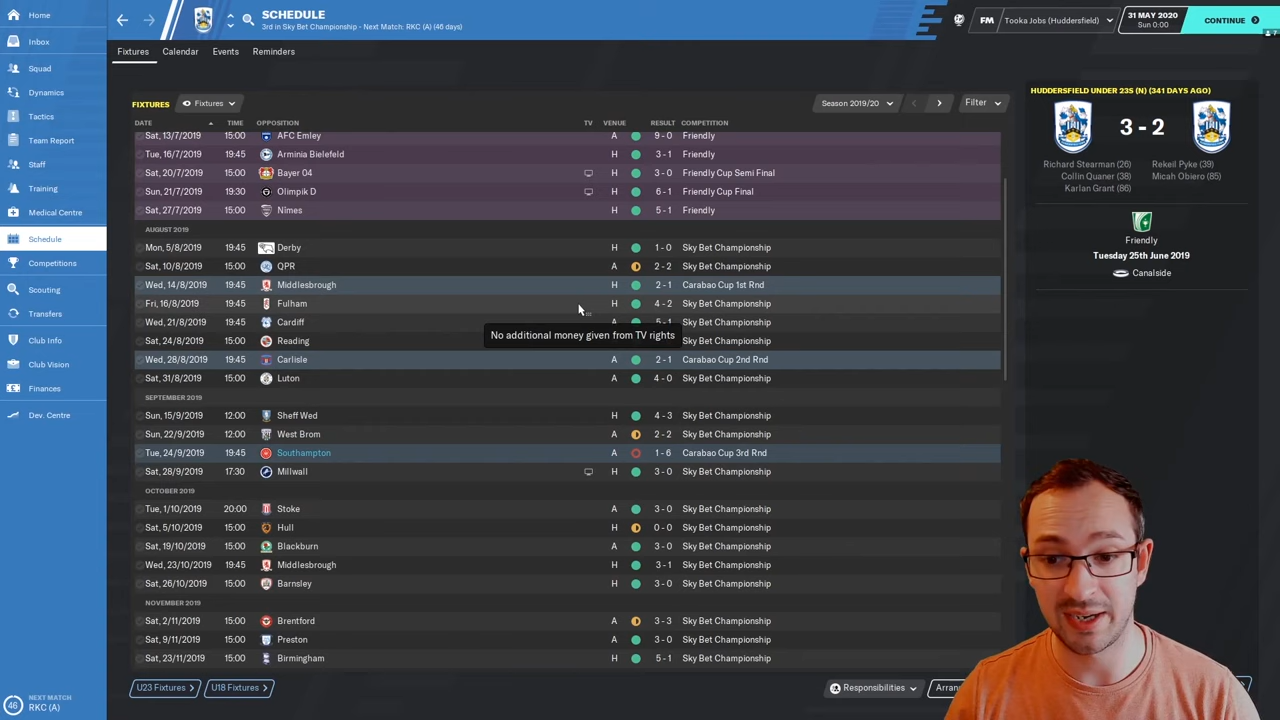 Home
SCHEDULE
3rd in Sky Bet Championship - Next Match: RKC (A) (46 days)
FM Tooka Jobs (Huddersfield)
31 MAY 2020
Sun 0:00
CONTINUE
7
Inbox
Squad
Dynamics
Tactics
Team Report
Staff
Training
Medical Centre
Schedule
Competitions
Scouting
Transfers
Club Info
Club Vision
Finances
Dev. Centre
46 NEXT MATCH
RKC (A)
Fixtures Calendar Events Reminders
FIXTURES Fixtures Season 2019/20 Filter
DATE TIME OPPOSITION TV VENUE RESULT COMPETITION
Sat, 13/7/2019 15:00 AFC Emley A 9 - 0 Friendly
Tue, 16/7/2019 19:45 Arminia Bielefeld H 3 - 1 Friendly
Sat, 20/7/2019 15:00 Bayer 04 H 3 - 0 Friendly Cup Semi Final
Sun, 21/7/2019 19:30 Olimpik D H 6 - 1 Friendly Cup Final
Sat, 27/7/2019 15:00 Nîmes H 5 - 1 Friendly
AUGUST 2019
Mon, 5/8/2019 19:45 Derby H 1 - 0 Sky Bet Championship
Sat, 10/8/2019 15:00 QPR A 2 - 2 Sky Bet Championship
Wed, 14/8/2019 19:45 Middlesbrough H 2 - 1 Carabao Cup 1st Rnd
Fri, 16/8/2019 19:45 Fulham H 4 - 2 Sky Bet Championship
Wed, 21/8/2019 19:45 Cardiff A 5 - 1 Sky Bet Championship
No additional money given from TV rights
Sat, 24/8/2019 15:00 Reading Sky Bet Championship
Wed, 28/8/2019 19:45 Carlisle A 2 - 1 Carabao Cup 2nd Rnd
Sat, 31/8/2019 15:00 Luton A 4 - 0 Sky Bet Championship
SEPTEMBER 2019
Sun, 15/9/2019 12:00 Sheff Wed H 4 - 3 Sky Bet Championship
Sun, 22/9/2019 12:00 West Brom A 2 - 2 Sky Bet Championship
Tue, 24/9/2019 19:45 Southampton A 1 - 6 Carabao Cup 3rd Rnd
Sat, 28/9/2019 17:30 Millwall H 3 - 0 Sky Bet Championship
OCTOBER 2019
Tue, 1/10/2019 20:00 Stoke A 3 - 0 Sky Bet Championship
Sat, 5/10/2019 15:00 Hull H 0 - 0 Sky Bet Championship
Sat, 19/10/2019 15:00 Blackburn A 3 - 0 Sky Bet Championship
Wed, 23/10/2019 19:45 Middlesbrough H 3 - 1 Sky Bet Championship
Sat, 26/10/2019 15:00 Barnsley H 3 - 0 Sky Bet Championship
NOVEMBER 2019
Sat, 2/11/2019 15:00 Brentford A 3 - 3 Sky Bet Championship
Sat, 9/11/2019 15:00 Preston A 3 - 0 Sky Bet Championship
Sat, 23/11/2019 15:00 Birmingham H 5 - 1 Sky Bet Championship
U23 Fixtures U18 Fixtures Responsibilities
HUDDERSFIELD UNDER 23S (N) (341 DAYS AGO)
3 - 2
Richard Stearman (26) Rekeil Pyke (39)
Collin Quaner (38) Micah Obiero (85)
Karlan Grant (86)
Friendly
Tuesday 25th June 2019
Canalside